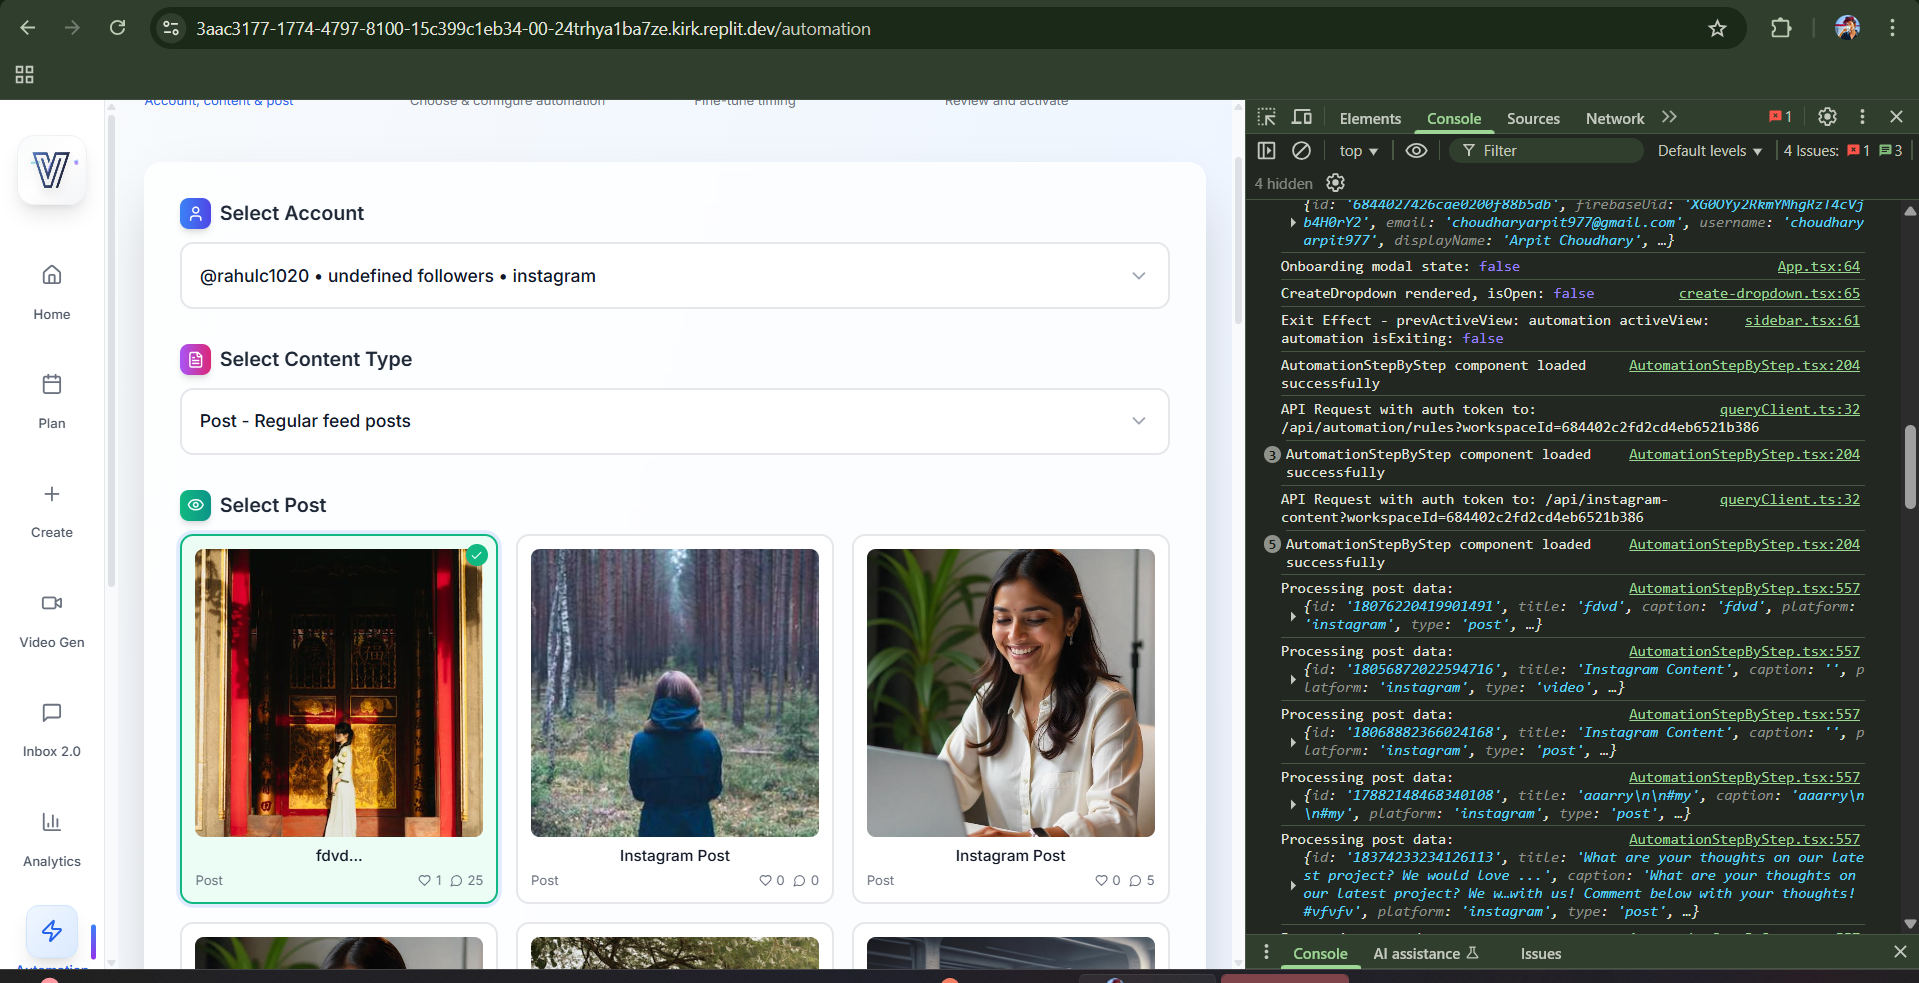 3aac3177-1774-4797-8100-15c399c1eb34-00-24trhya1ba7ze.kirk.replit.dev/automation
Account, content & post
Choose & configure automation
Fine-tune timing
Review and activate
Home
Plan
Create
Video Gen
Inbox 2.0
Analytics
Automation
Select Account
@rahulc1020 • undefined followers • instagram
Select Content Type
Post - Regular feed posts
Select Post
fdvd...
Post
1
25
Instagram Post
Post
0
0
Instagram Post
Post
0
5
Elements
Console
Sources
Network
1
top
Filter
Default levels
4 Issues:
1
3
4 hidden
{id: '6844027426cae0200f88b5db', firebaseUid: 'XG0OYy2RkmYMhgRzT4cVj
b4H0rY2', email: 'choudharyarpit977@gmail.com', username: 'choudhary
arpit977', displayName: 'Arpit Choudhary', …}
Onboarding modal state: false
App.tsx:64
CreateDropdown rendered, isOpen: false
create-dropdown.tsx:65
Exit Effect - prevActiveView: automation activeView:
sidebar.tsx:61
automation isExiting: false
AutomationStepByStep component loaded
AutomationStepByStep.tsx:204
successfully
API Request with auth token to:
queryClient.ts:32
/api/automation/rules?workspaceId=684402c2fd2cd4eb6521b386
3
AutomationStepByStep component loaded
AutomationStepByStep.tsx:204
successfully
API Request with auth token to: /api/instagram-
queryClient.ts:32
content?workspaceId=684402c2fd2cd4eb6521b386
5
AutomationStepByStep component loaded
AutomationStepByStep.tsx:204
successfully
Processing post data:
AutomationStepByStep.tsx:557
{id: '18076220419901491', title: 'fdvd', caption: 'fdvd', platform:
'instagram', type: 'post', …}
Processing post data:
AutomationStepByStep.tsx:557
{id: '18056872022594716', title: 'Instagram Content', caption: '', p
latform: 'instagram', type: 'video', …}
Processing post data:
AutomationStepByStep.tsx:557
{id: '18068882366024168', title: 'Instagram Content', caption: '', p
latform: 'instagram', type: 'post', …}
Processing post data:
AutomationStepByStep.tsx:557
{id: '17882148468340108', title: 'aaarry\n\n#my', caption: 'aaarry\n
\n#my', platform: 'instagram', type: 'post', …}
Processing post data:
AutomationStepByStep.tsx:557
{id: '18374233234126113', title: 'What are your thoughts on our late
st project? We would love ...', caption: 'What are your thoughts on
our latest project? We w…with us! Comment below with your thoughts!
#vfvfv', platform: 'instagram', type: 'post', …}
Console
AI assistance
Issues